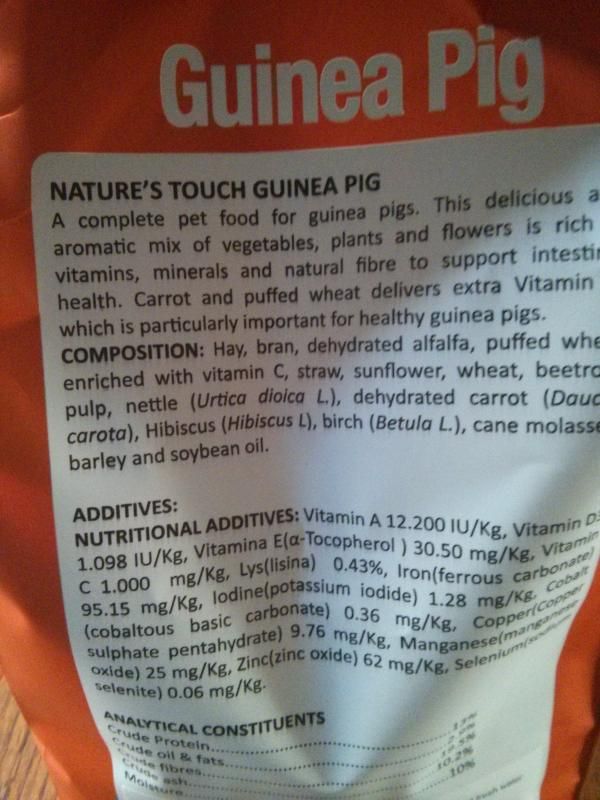 Guinea Pig
NATURE'S TOUCH GUINEA PIG
A complete pet food for guinea pigs. This delicious a
aromatic mix of vegetables, plants and flowers is rich
vitamins, minerals and natural fibre to support intestin
health. Carrot and puffed wheat delivers extra Vitamin
which is particularly important for healthy guinea pigs.
COMPOSITION: Hay, bran, dehydrated alfalfa, puffed whe
enriched with vitamin C, straw, sunflower, wheat, beetro
pulp, nettle (Urtica dioica L.), dehydrated carrot (Dauc
carota), Hibiscus (Hibiscus L), birch (Betula L.), cane molasse
barley and soybean oil.
ADDITIVES:
NUTRITIONAL ADDITIVES: Vitamin A 12.200 IU/Kg, Vitamin D3
1.098 IU/Kg, Vitamina E(α-Tocopherol ) 30.50 mg/Kg, Vitamin
C 1.000 mg/Kg, Lys(lisina) 0.43%, Iron(ferrous carbonate)
95.15 mg/Kg, Iodine(potassium iodide) 1.28 mg/Kg, Cobalt
(cobaltous basic carbonate) 0.36 mg/Kg, Copper(Copper
sulphate pentahydrate) 9.76 mg/Kg, Manganese(manganese
oxide) 25 mg/Kg, Zinc(zinc oxide) 62 mg/Kg, Selenium(sodium
selenite) 0.06 mg/Kg.
ANALYTICAL CONSTITUENTS
Crude Protein
Crude oil & fats
Crude fibres
Crude ash 10.2%
Moisture 10%
fresh water